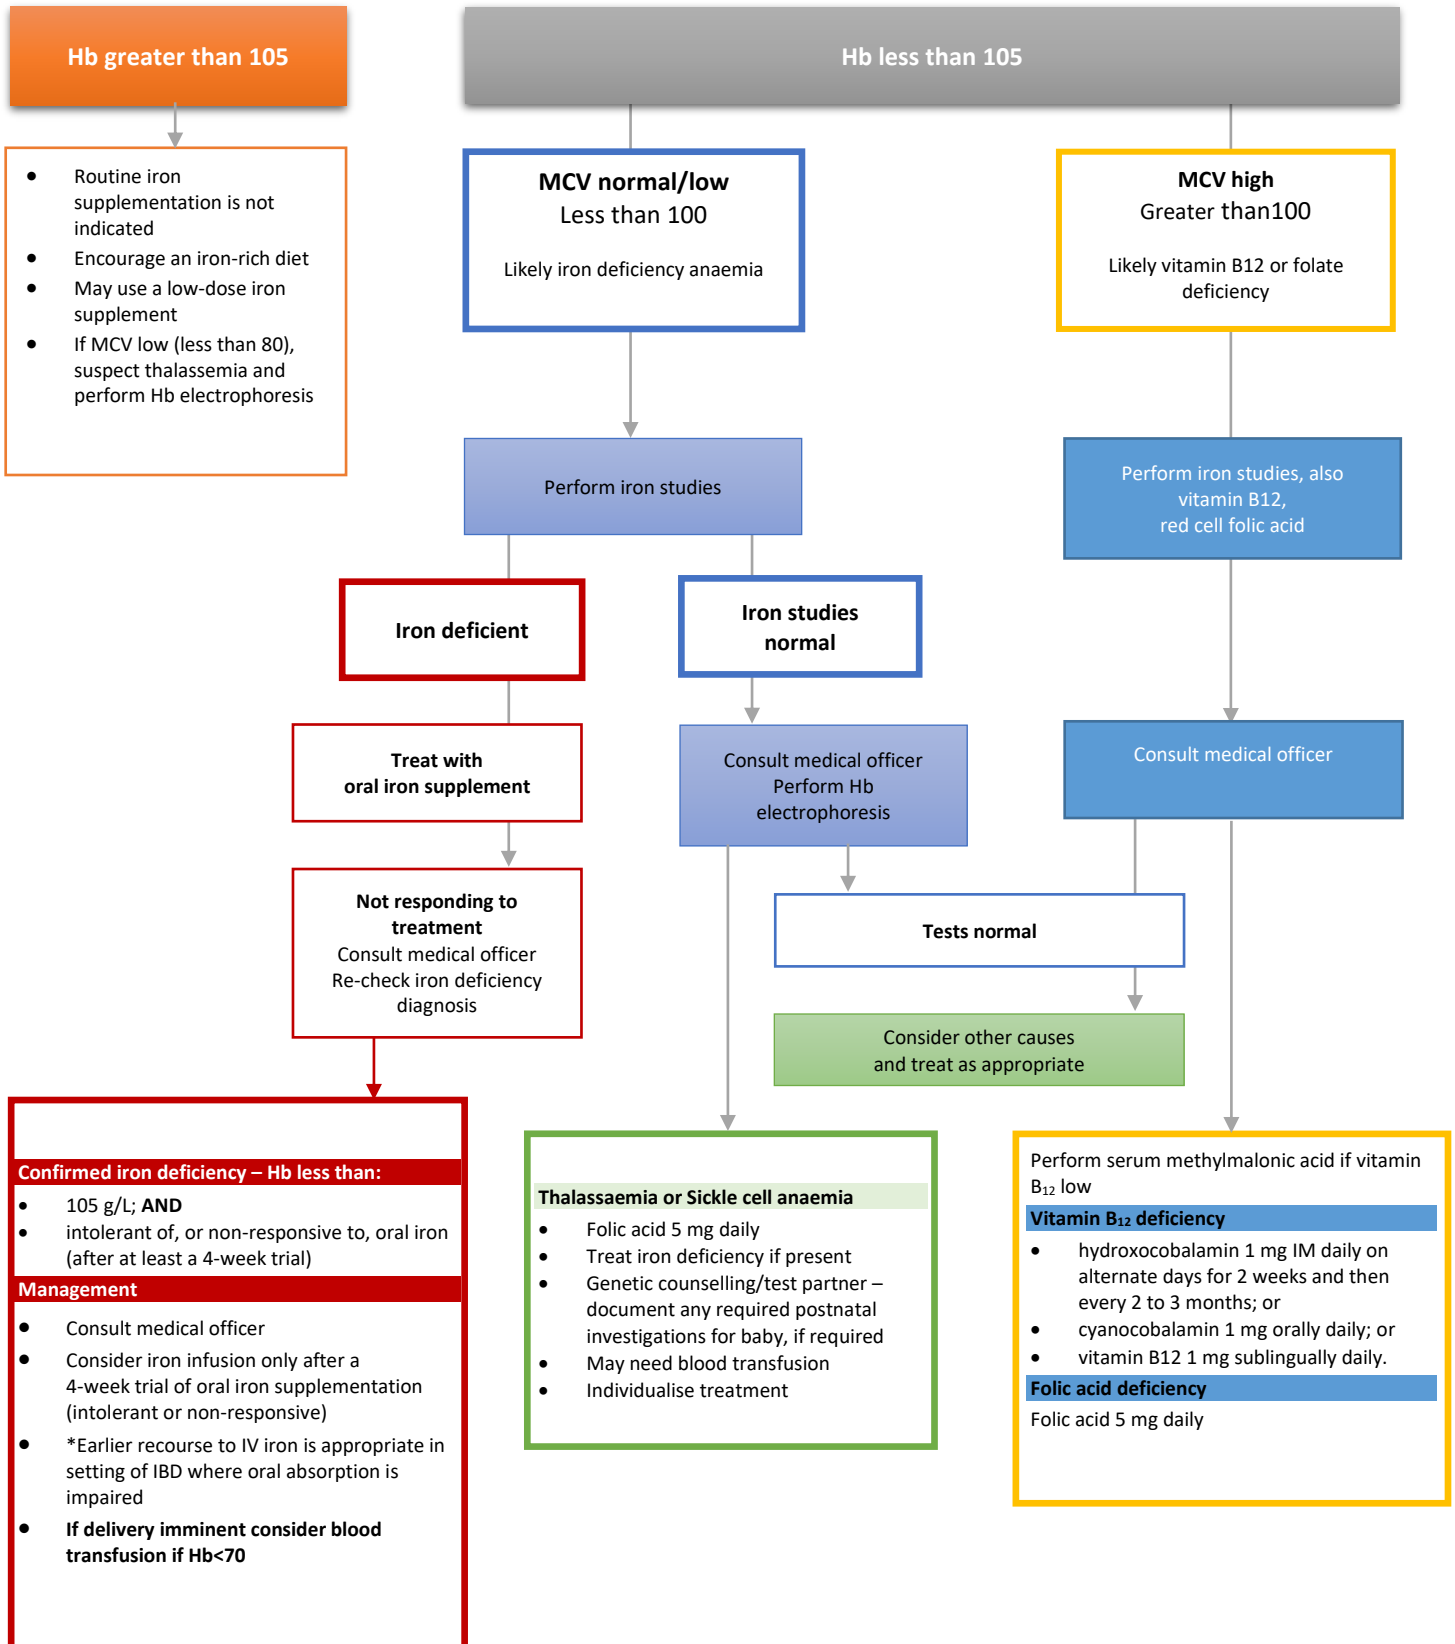 Hb greater than 105
Hb less than 105
• Routine iron
supplementation is not
indicated
• Encourage an iron-rich diet
• May use a low-dose iron
supplement
• If MCV low (less than 80),
suspect thalassemia and
perform Hb electrophoresis
MCV normal/low
Less than 100
Likely iron deficiency anaemia
MCV high
Greater than100
Likely vitamin B12 or folate
deficiency
Perform iron studies
Perform iron studies, also
vitamin B12,
red cell folic acid
Iron deficient
Iron studies
normal
Treat with
oral iron supplement
Consult medical officer
Perform Hb
electrophoresis
Consult medical officer
Not responding to
treatment
Consult medical officer
Re-check iron deficiency
diagnosis
Tests normal
Consider other causes
and treat as appropriate
Confirmed iron deficiency – Hb less than:
• 105 g/L; AND
• intolerant of, or non-responsive to, oral iron
(after at least a 4-week trial)
Management
• Consult medical officer
• Consider iron infusion only after a
4-week trial of oral iron supplementation
(intolerant or non-responsive)
• *Earlier recourse to IV iron is appropriate in
setting of IBD where oral absorption is
impaired
• If delivery imminent consider blood
transfusion if Hb<70
Thalassaemia or Sickle cell anaemia
• Folic acid 5 mg daily
• Treat iron deficiency if present
• Genetic counselling/test partner –
document any required postnatal
investigations for baby, if required
• May need blood transfusion
• Individualise treatment
Perform serum methylmalonic acid if vitamin
B₁₂ low
Vitamin B₁₂ deficiency
• hydroxocobalamin 1 mg IM daily on
alternate days for 2 weeks and then
every 2 to 3 months; or
• cyanocobalamin 1 mg orally daily; or
• vitamin B12 1 mg sublingually daily.
Folic acid deficiency
Folic acid 5 mg daily